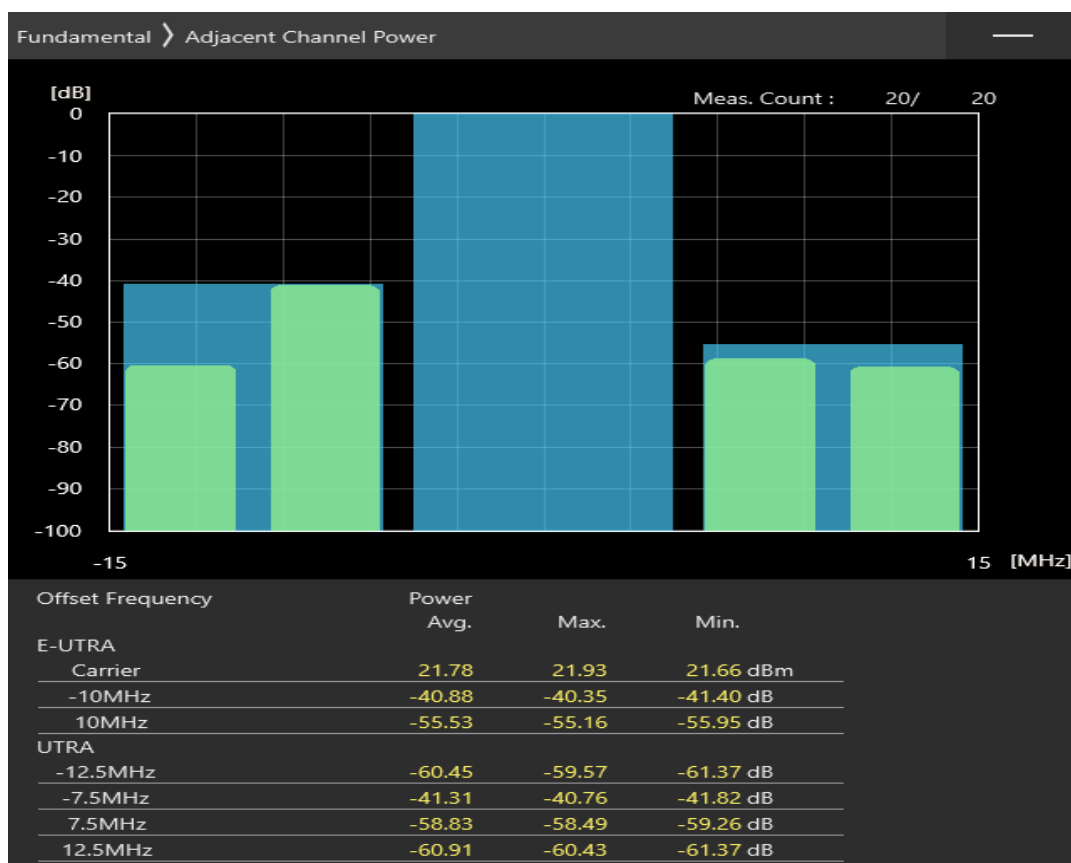 Fundamental ❯ Adjacent Channel Power
[dB]
Meas. Count : 20/ 20
0
-10
-20
-30
-40
-50
-60
-70
-80
-90
-100
-15 15 [MHz]
Offset Frequency Power
Avg. Max. Min.
E-UTRA
Carrier 21.78 21.93 21.66 dBm
-10MHz -40.88 -40.35 -41.40 dB
10MHz -55.53 -55.16 -55.95 dB
UTRA
-12.5MHz -60.45 -59.57 -61.37 dB
-7.5MHz -41.31 -40.76 -41.82 dB
7.5MHz -58.83 -58.49 -59.26 dB
12.5MHz -60.91 -60.43 -61.37 dB